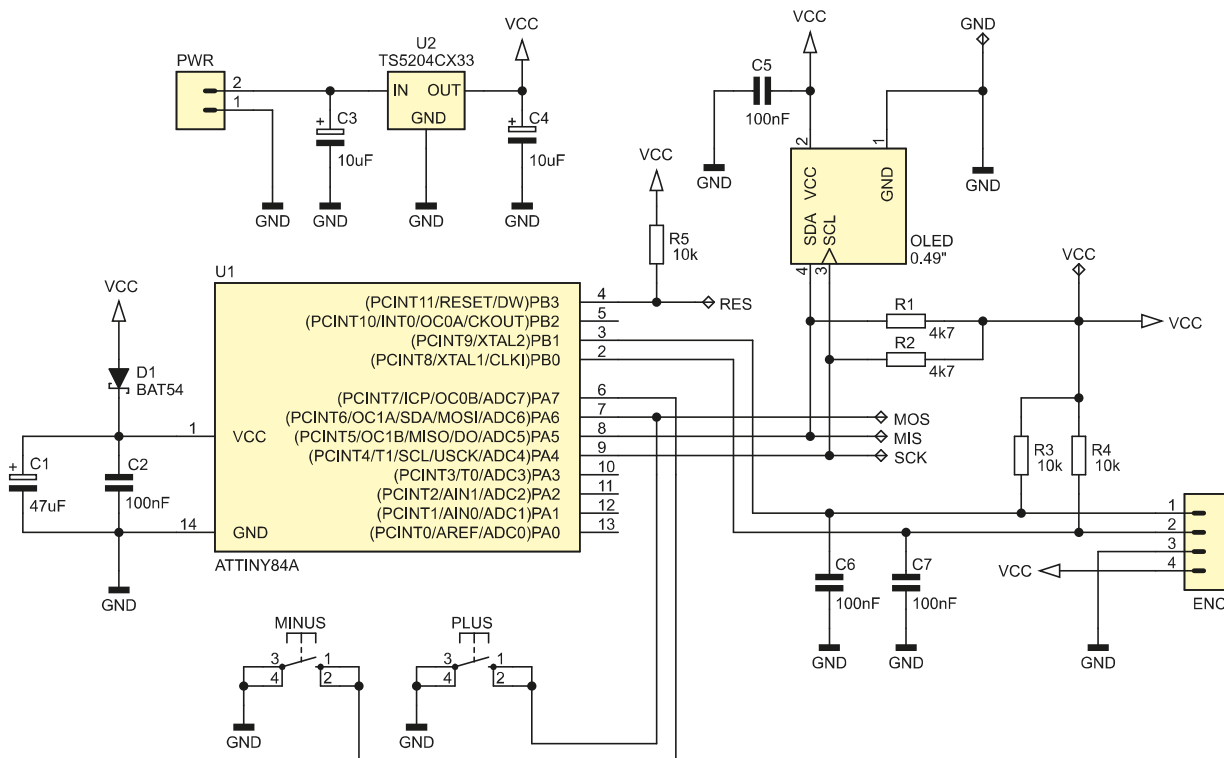 PWR
2
1
GND
C3
+
10uF
GND
U2
TS5204CX33
IN OUT
GND
GND
VCC
C4
+
10uF
GND
VCC
C5
100nF
GND
GND
GND
2
1
VCC
GND
SDA
SCL
4
3
OLED
0.49"
VCC
R5
10k
RES
U1
VCC
D1
BAT54
C1
+
47uF
C2
100nF
GND
1
VCC
14
GND
(PCINT11/RESET/DW)PB3 4
(PCINT10/INT0/OC0A/CKOUT)PB2 5
(PCINT9/XTAL2)PB1 3
(PCINT8/XTAL1/CLKI)PB0 2
(PCINT7/ICP/OC0B/ADC7)PA7 6
(PCINT6/OC1A/SDA/MOSI/ADC6)PA6 7
(PCINT5/OC1B/MISO/DO/ADC5)PA5 8
(PCINT4/T1/SCL/USCK/ADC4)PA4 9
(PCINT3/T0/ADC3)PA3 10
(PCINT2/AIN1/ADC2)PA2 11
(PCINT1/AIN0/ADC1)PA1 12
(PCINT0/AREF/ADC0)PA0 13
ATTINY84A
R1
4k7
R2
4k7
VCC
VCC
MOS
MIS
SCK
R3
10k
R4
10k
C6
100nF
GND
C7
100nF
GND
VCC
GND
1
2
3
4
ENC
MINUS
3
4
1
2
GND
PLUS
3
4
1
2
GND